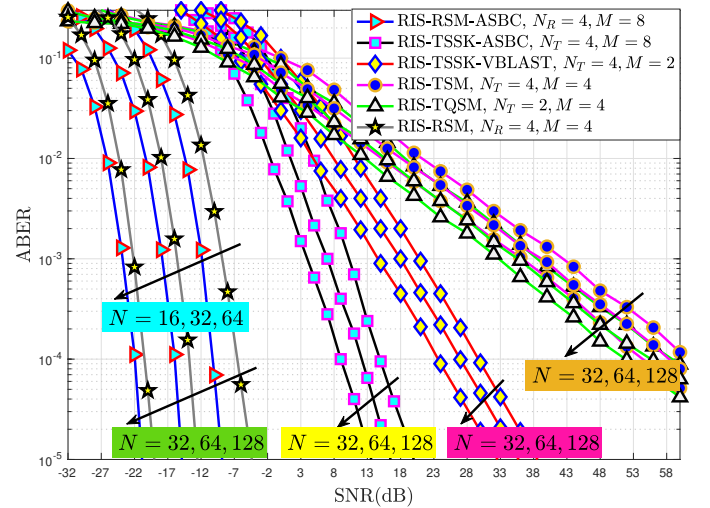 RIS-RSM-ASBC, N_R = 4, M = 8
RIS-TSSK-ASBC, N_T = 4, M = 8
RIS-TSSK-VBLAST, N_T = 4, M = 2
RIS-TSM, N_T = 4, M = 4
RIS-TQSM, N_T = 2, M = 4
RIS-RSM, N_R = 4, M = 4
10^-1
10^-2
10^-3
10^-4
10^-5
ABER
N = 16, 32, 64
N = 32, 64, 128
N = 32, 64, 128
N = 32, 64, 128
N = 32, 64, 128
-32 -27 -22 -17 -12 -7 -2 3 8 13 18 23 28 33 38 43 48 53 58
SNR(dB)